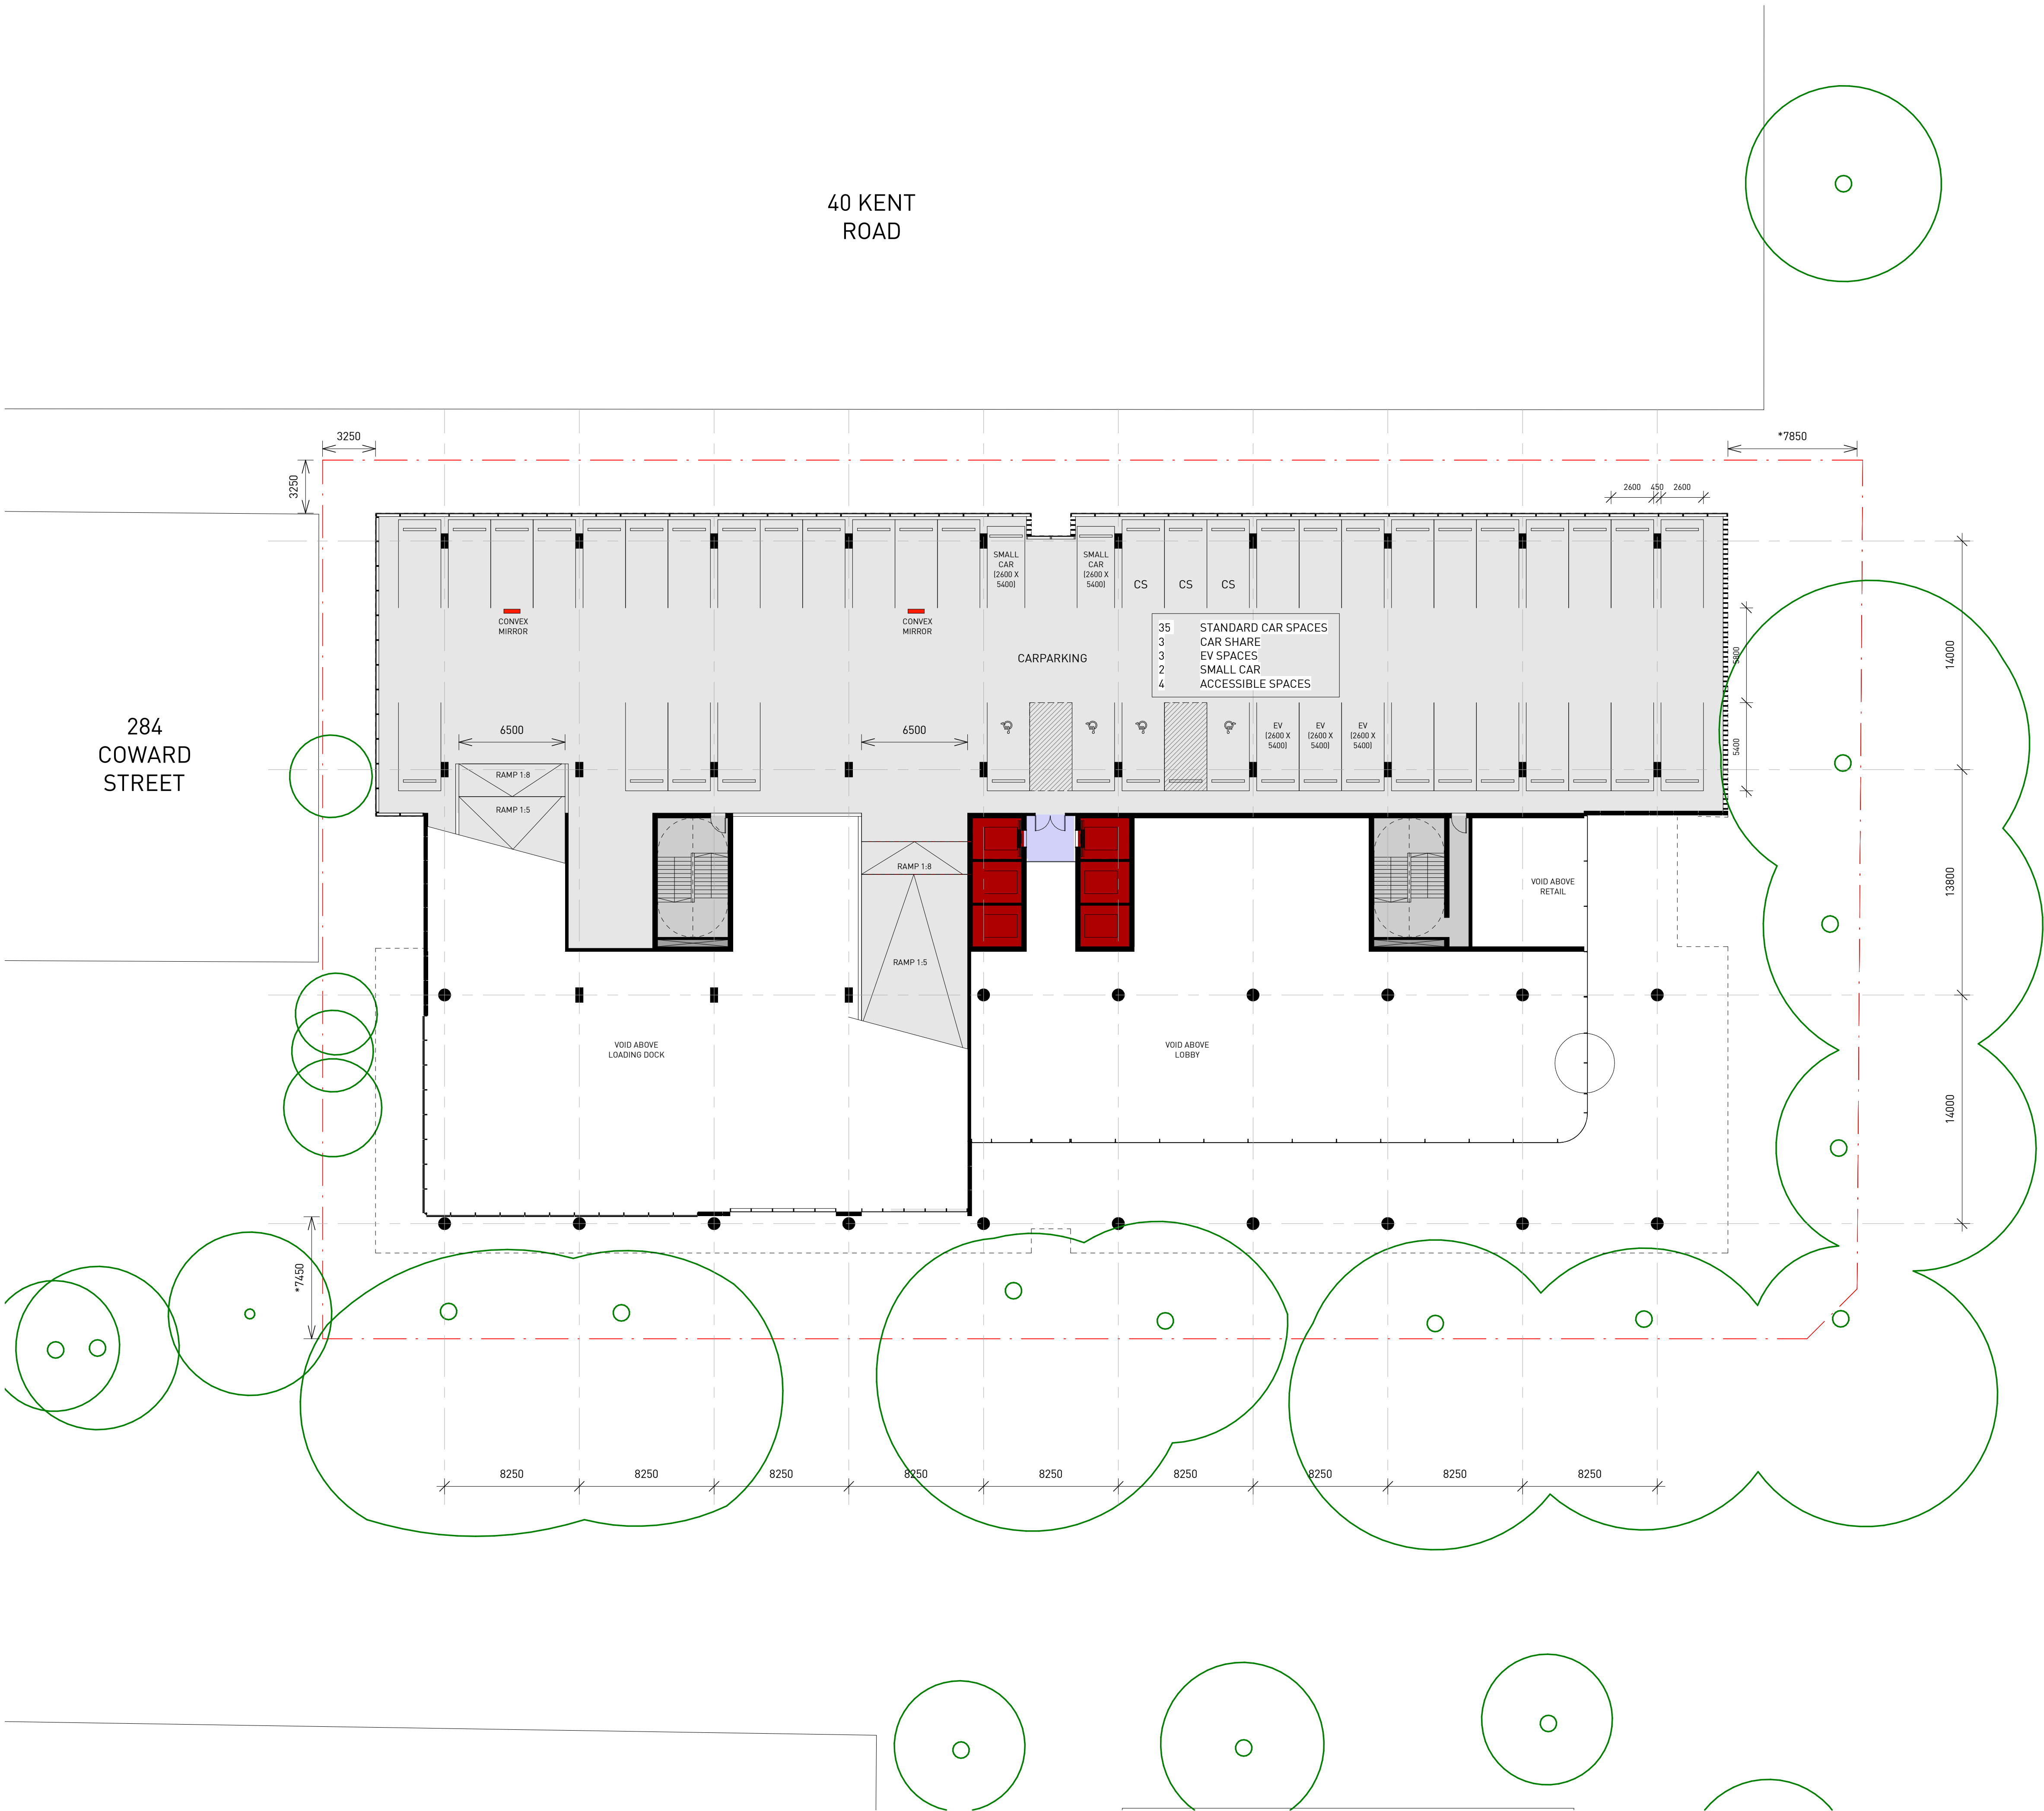 40 KENT
ROAD
3250
*7850
3250
2600 450 2600
SMALL
CAR
(2600 X
5400)
SMALL
CAR
(2600 X
5400)
CS CS CS
CONVEX
MIRROR
CONVEX
MIRROR
35 STANDARD CAR SPACES
3 CAR SHARE
3 EV SPACES
2 SMALL CAR
4 ACCESSIBLE SPACES
CARPARKING
5800
14000
284
COWARD
STREET
6500
6500
EV
(2600 X
5400)
EV
(2600 X
5400)
EV
(2600 X
5400)
5400
RAMP 1:8
RAMP 1:5
RAMP 1:8
RAMP 1:5
VOID ABOVE
RETAIL
13800
VOID ABOVE
LOADING DOCK
VOID ABOVE
LOBBY
14000
*7450
8250 8250 8250 8250 8250 8250 8250 8250 8250